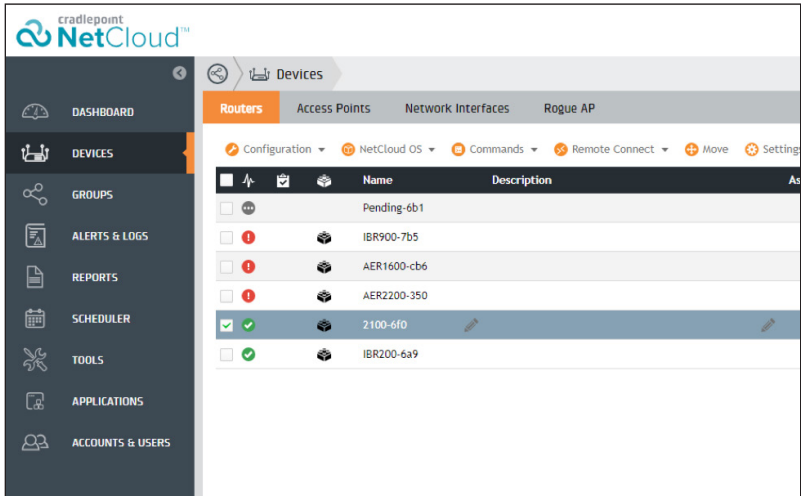 cradlepoint
NetCloud™
Devices
DASHBOARD
DEVICES
GROUPS
ALERTS & LOGS
REPORTS
SCHEDULER
TOOLS
APPLICATIONS
ACCOUNTS & USERS
Routers Access Points Network Interfaces Rogue AP
Configuration NetCloud OS Commands Remote Connect Move Settings
Name Description As
Pending-6b1
IBR900-7b5
AER1600-cb6
AER2200-350
2100-6f0
IBR200-6a9